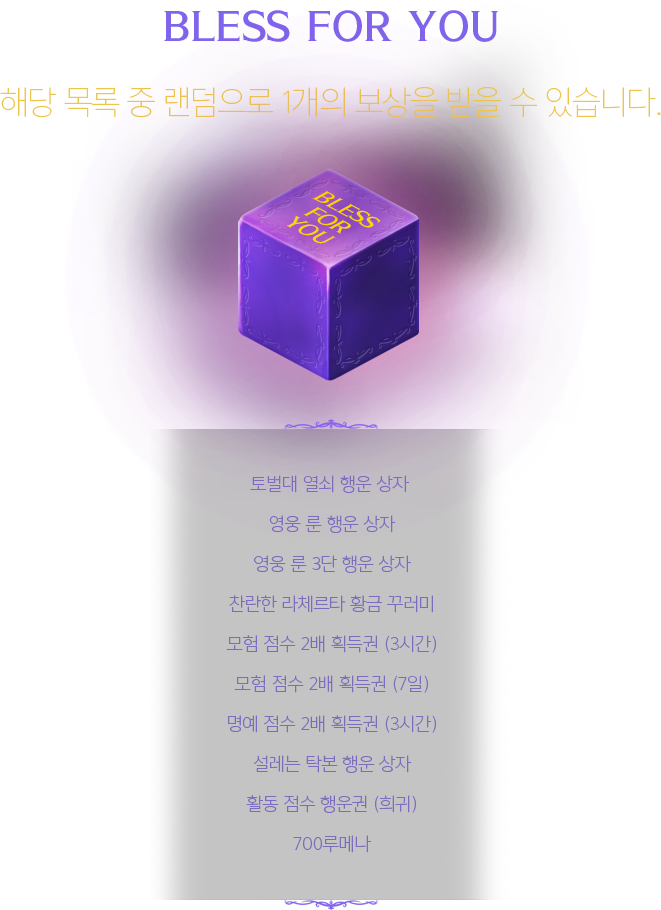 BLESS FOR YOU
해당 목록 중 랜덤으로 1개의 보상을 받을 수 있습니다.
BLESS
FOR
YOU
토벌대 열쇠 행운 상자
영웅 룬 행운 상자
영웅 룬 3단 행운 상자
찬란한 라체르타 황금 꾸러미
모험 점수 2배 획득권 (3시간)
모험 점수 2배 획득권 (7일)
명예 점수 2배 획득권 (3시간)
설레는 탁본 행운 상자
활동 점수 행운권 (희귀)
700루메나